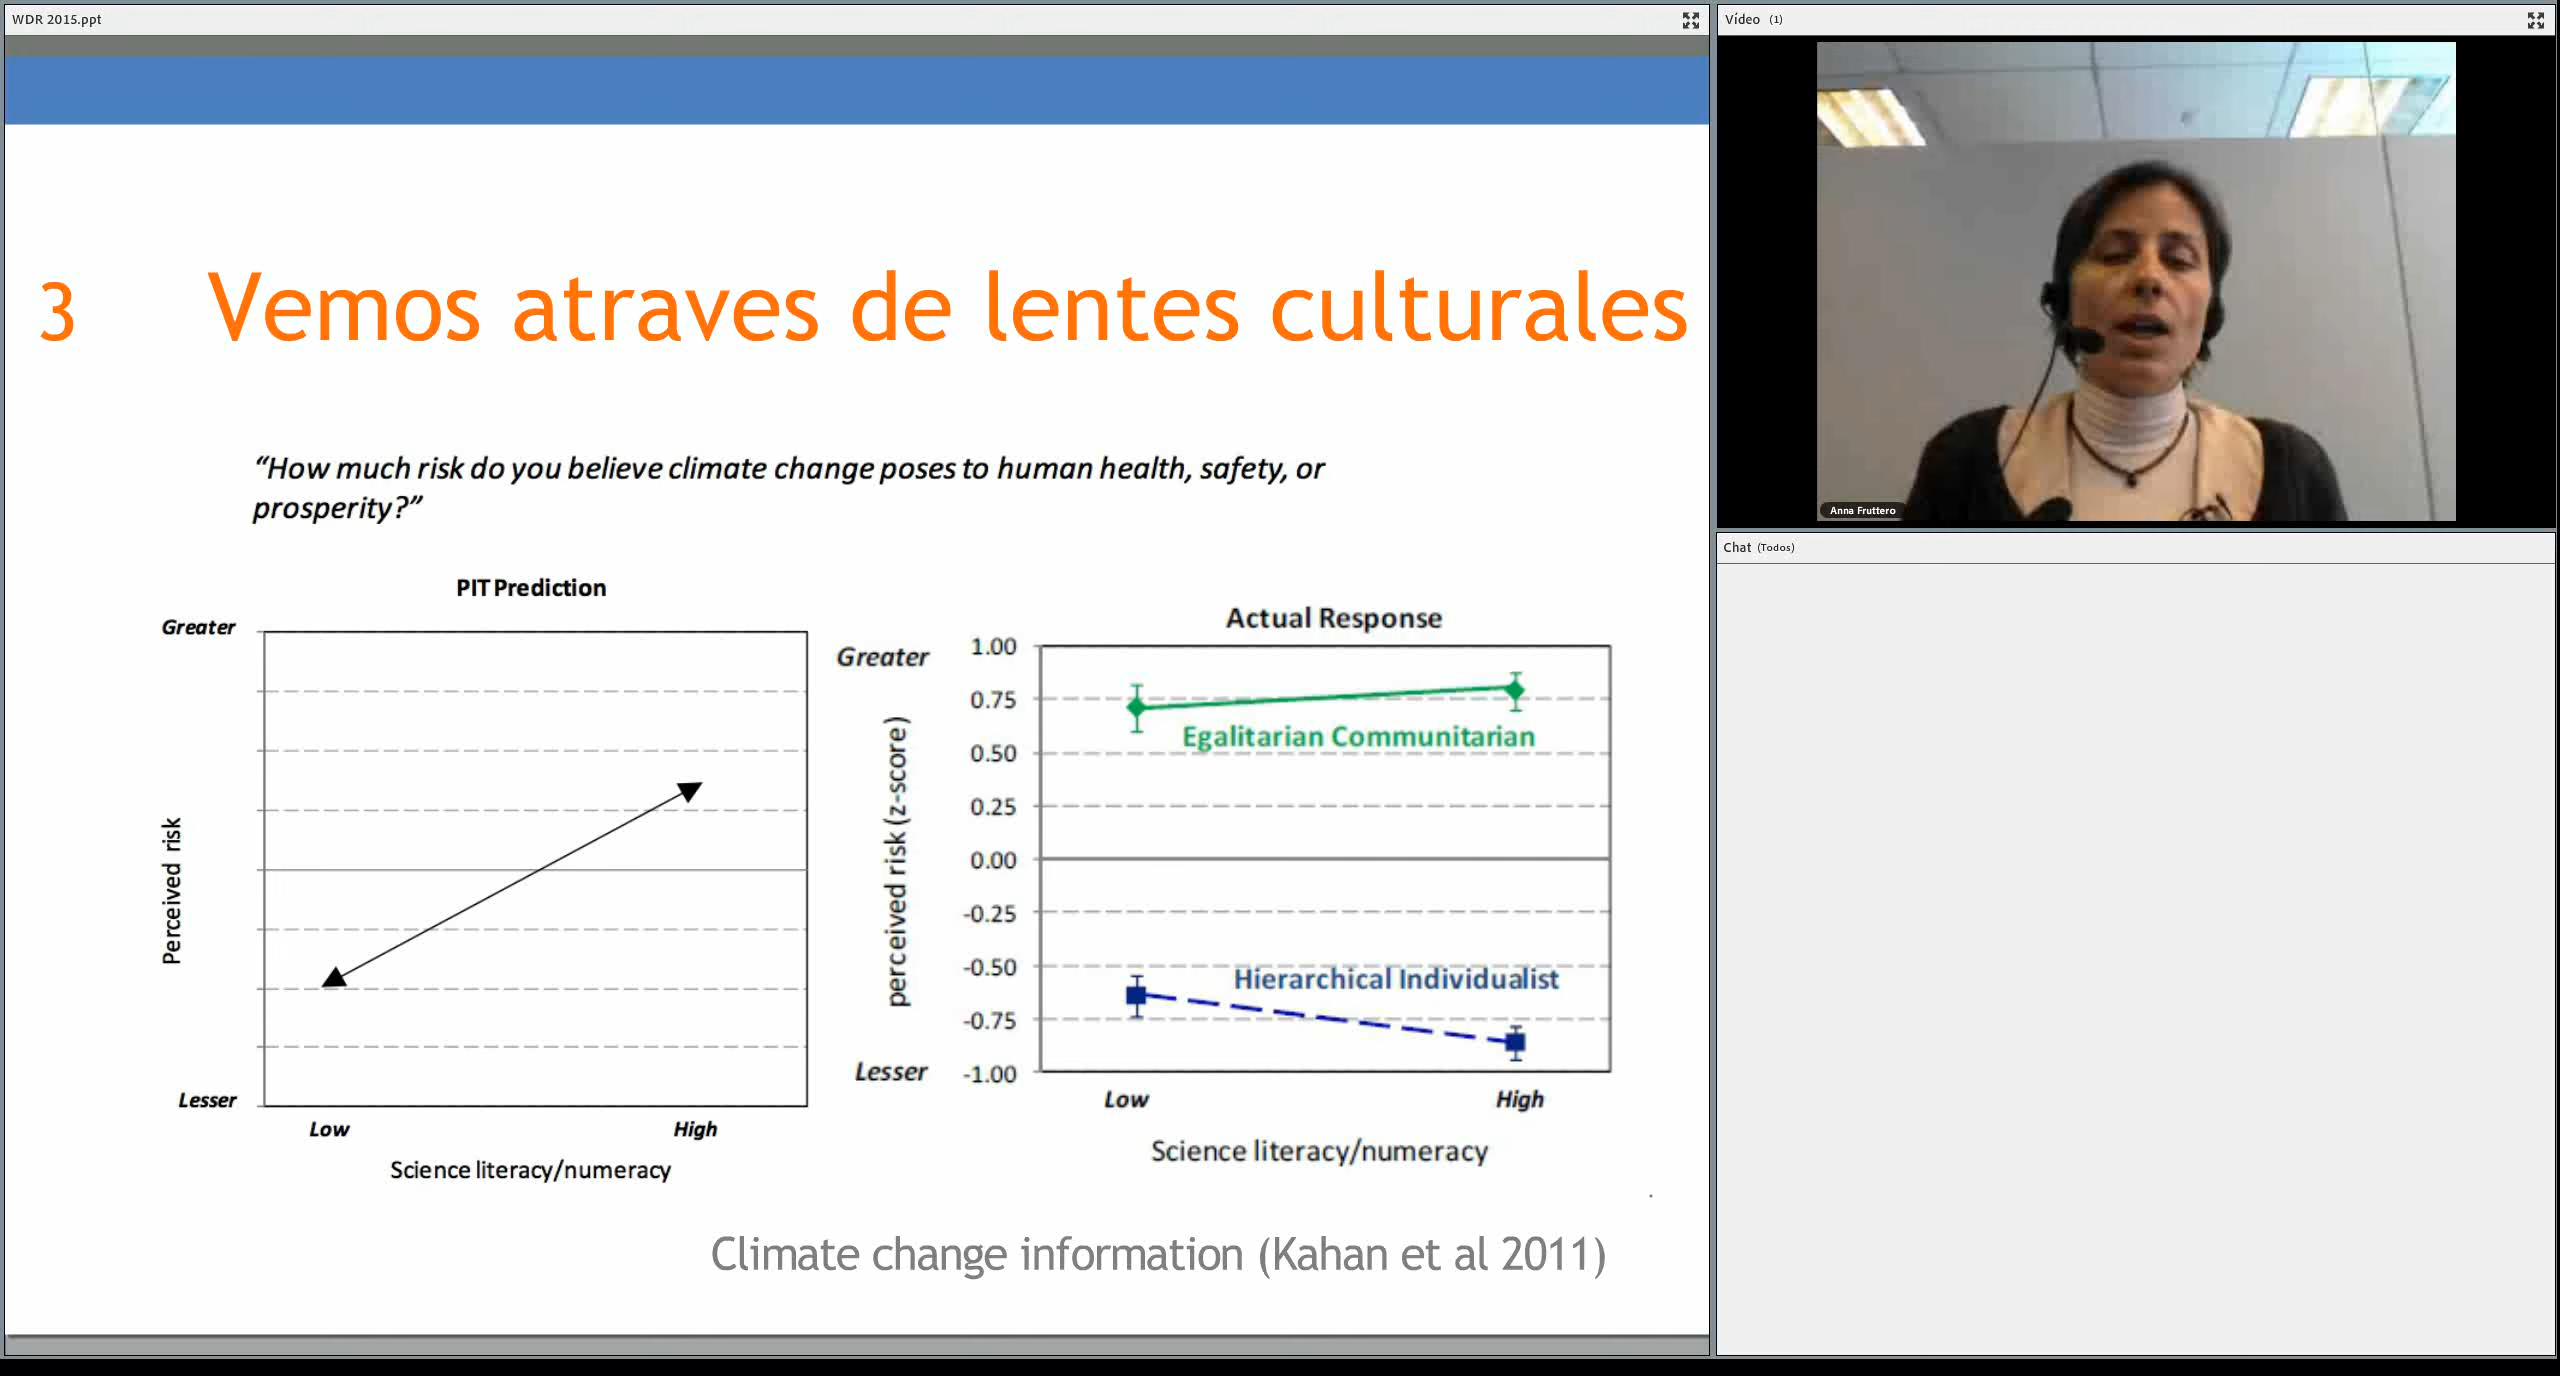 WDR 2015.ppt
3 Vemos atraves de lentes culturales
“How much risk do you believe climate change poses to human health, safety, or
prosperity?”
PIT Prediction
Greater
Perceived risk
Lesser
Low High
Science literacy/numeracy
Actual Response
Greater
perceived risk (z-score)
Lesser
1.00
0.75
0.50
0.25
0.00
-0.25
-0.50
-0.75
-1.00
Egalitarian Communitarian
Hierarchical Individualist
Low High
Science literacy/numeracy
Climate change information (Kahan et al 2011)
Vídeo (1)
Anna Fruttero
Chat (Todos)